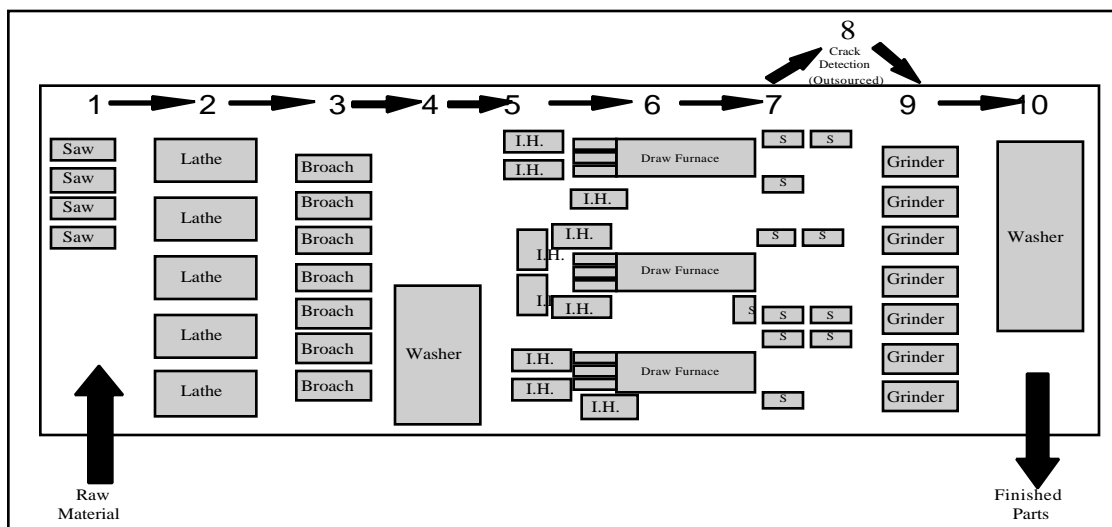 8
Crack
Detection
(Outsourced)
1
2
3
4
5
6
7
9
10
Saw
Saw
Saw
Saw
Lathe
Lathe
Lathe
Lathe
Lathe
Broach
Broach
Broach
Broach
Broach
Broach
Broach
Washer
I.H.
I.H.
I.H.
I.H.
I.H.
I.H.
I.H.
I.H.
I.H.
Draw Furnace
Draw Furnace
Draw Furnace
S
S
S
S
S
S
S
S
S
S
S
Grinder
Grinder
Grinder
Grinder
Grinder
Grinder
Grinder
Washer
Raw
Material
Finished
Parts